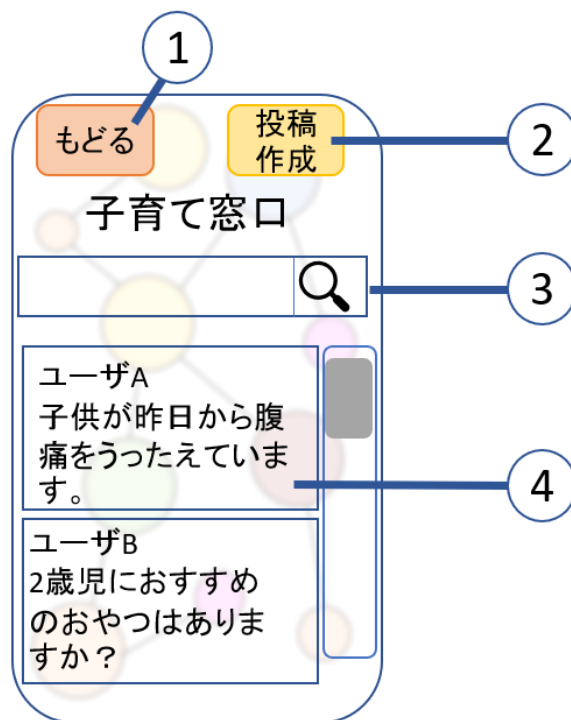 1
もどる
投稿
作成
2
子育て窓口
3
ユーザA
子供が昨日から腹
痛をうったえていま
す。
4
ユーザB
2歳児におすすめ
のおやつはありま
すか？